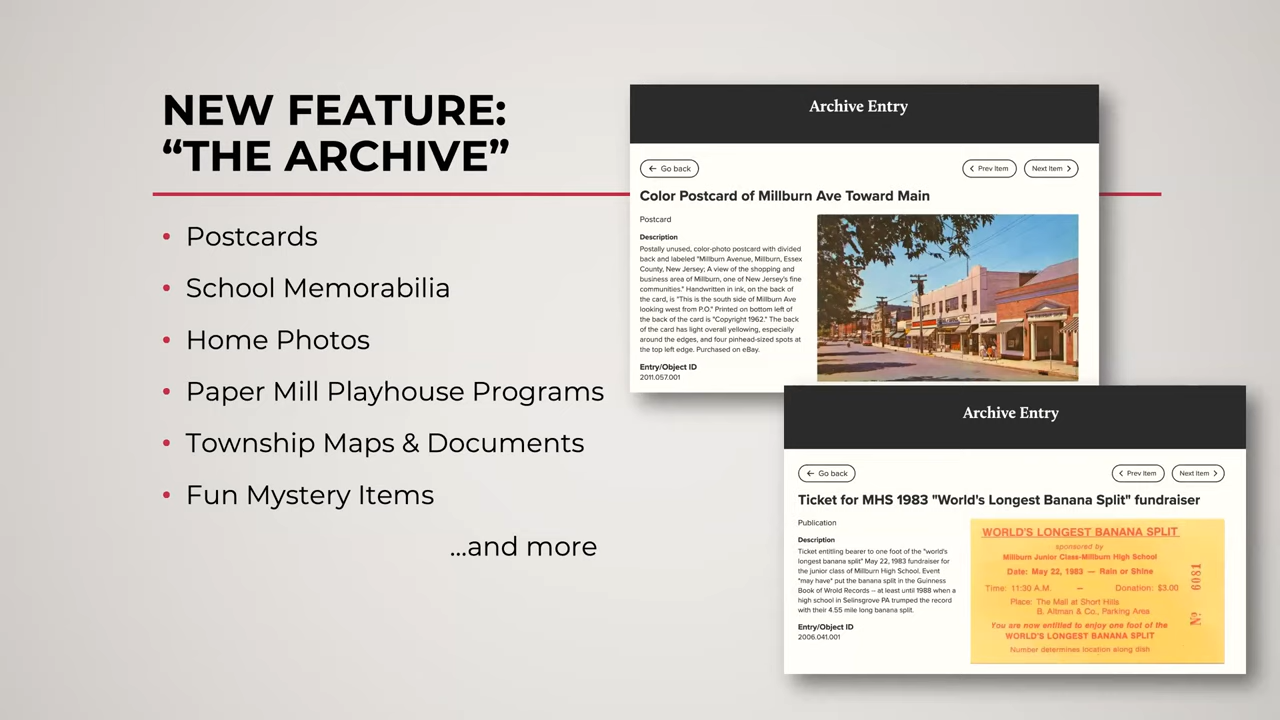 NEW FEATURE:
“THE ARCHIVE”
• Postcards
• School Memorabilia
• Home Photos
• Paper Mill Playhouse Programs
• Township Maps & Documents
• Fun Mystery Items
...and more
Archive Entry
Go back
Prev Item
Next Item
Color Postcard of Millburn Ave Toward Main
Postcard
Description
Postally unused, color-photo postcard with divided
back and labeled "Millburn Avenue, Millburn, Essex
County, New Jersey; A view of the shopping and
business area of Millburn, one of New Jersey's fine
communities." Handwritten in ink, on the back of
the card, is "This is the south side of Millburn Ave
looking west from P.O." Printed on bottom left of
the back of the card is "Copyright 1962." The back
of the card has light overall yellowing, especially
around the edges, and four pinhead-sized spots at
the top left edge. Purchased on eBay.
Entry/Object ID
2011.057.001
Archive Entry
Go back
Prev Item
Next Item
Ticket for MHS 1983 "World's Longest Banana Split" fundraiser
Publication
Description
Ticket entitling bearer to one foot of the "world's
longest banana split" May 22, 1983 fundraiser for
the junior class of Millburn High School. Event
"may have" put the banana split in the Guinness
Book of Wrold Records -- at least until 1988 when a
high school in Selinsgrove PA trumped the record
with their 4.55 mile long banana split.
Entry/Object ID
2006.041.001
WORLD'S LONGEST BANANA SPLIT
sponsored by
Millburn Junior Class-Millburn High School
Date: May 22, 1983 — Rain or Shine
Time: 11:30 A.M. – Donation: $3.00
Place: The Mall at Short Hills
B. Altman & Co., Parking Area
You are now entitled to enjoy one foot of the
WORLD'S LONGEST BANANA SPLIT
Number determines location along dish
Nº 6081